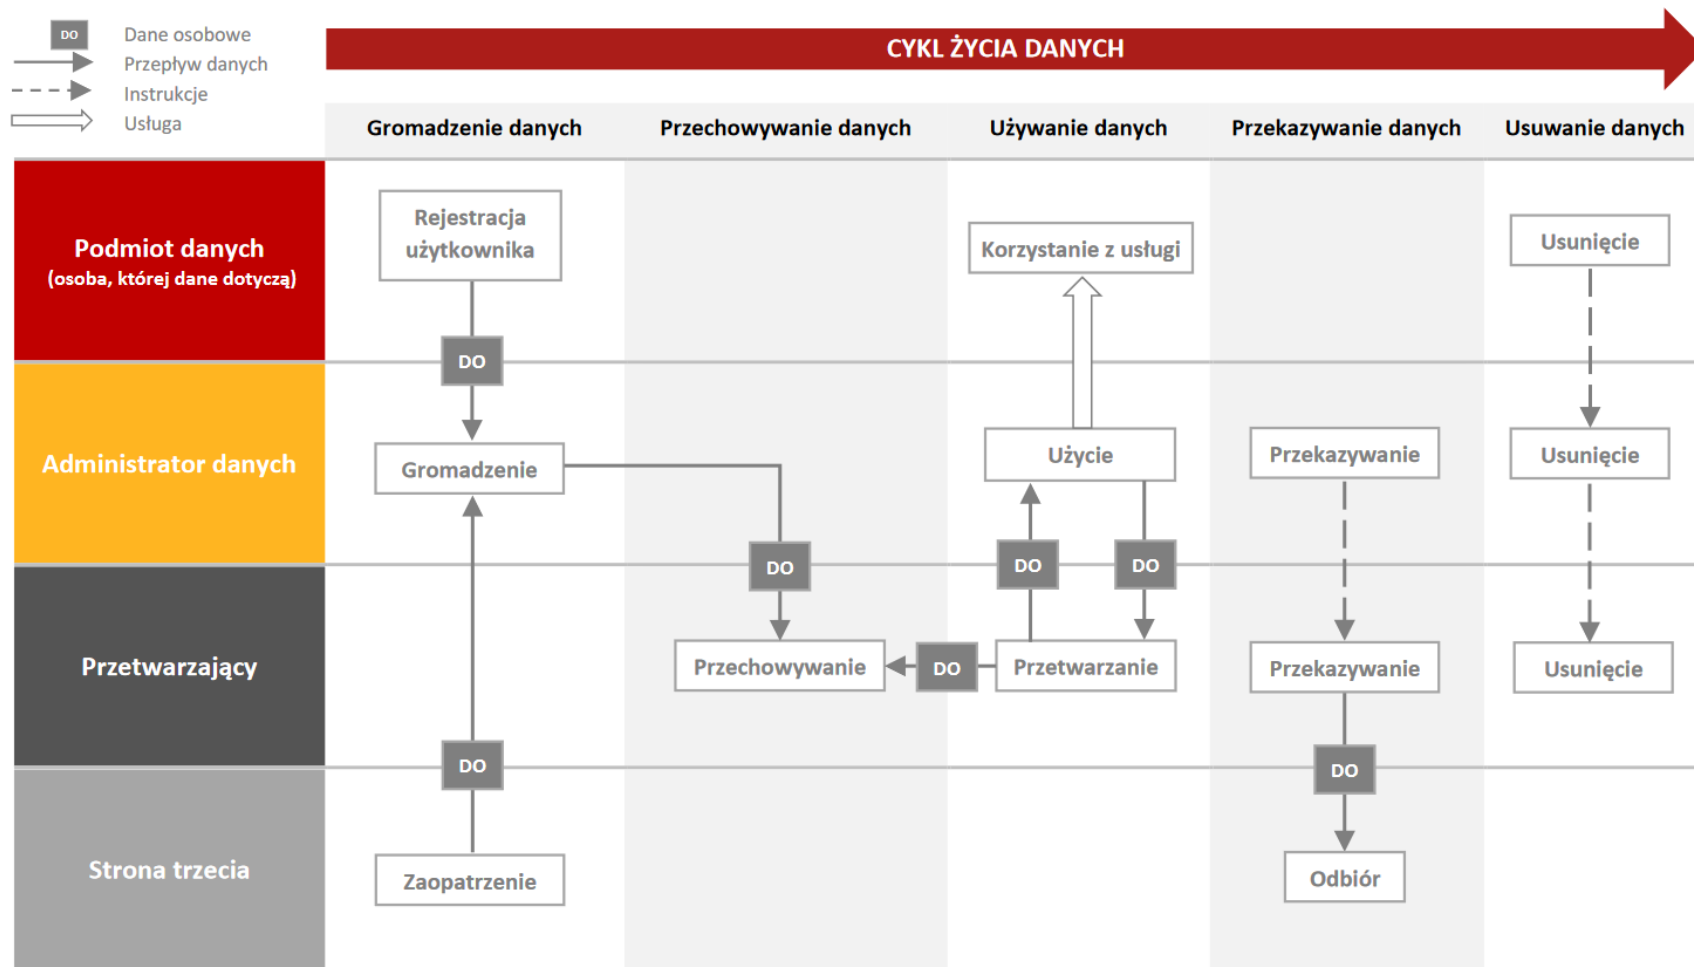 DO
Dane osobowe
Przepływ danych
Instrukcje
Usługa
CYKL ŻYCIA DANYCH
Gromadzenie danych
Przechowywanie danych
Używanie danych
Przekazywanie danych
Usuwanie danych
Podmiot danych
(osoba, której dane dotyczą)
Rejestracja
użytkownika
Korzystanie z usługi
Usunięcie
DO
Administrator danych
Gromadzenie
Użycie
Przekazywanie
Usunięcie
DO
DO
DO
Przetwarzający
Przechowywanie
DO
Przetwarzanie
Przekazywanie
Usunięcie
DO
DO
Strona trzecia
Zaopatrzenie
Odbiór